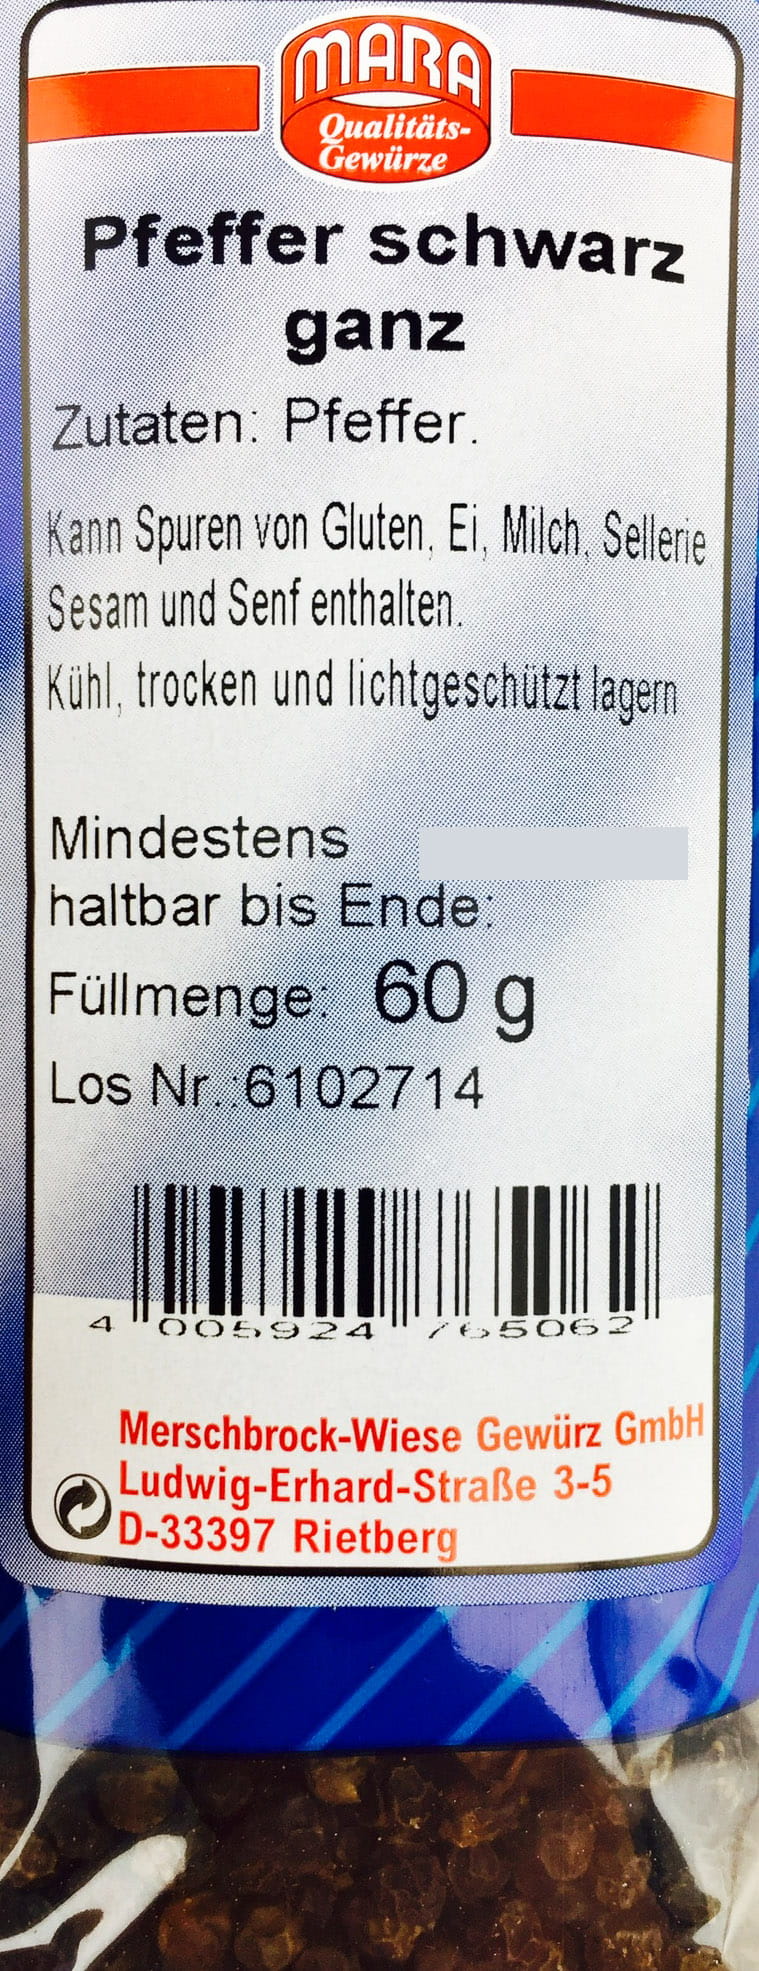 MARA
Qualitäts-
Gewürze
Pfeffer schwarz
ganz
Zutaten: Pfeffer.
Kann Spuren von Gluten, Ei, Milch, Sellerie
Sesam und Senf enthalten.
Kühl, trocken und lichtgeschützt lagern
Mindestens
haltbar bis Ende:
Füllmenge: 60 g
Los Nr.:6102714
4 005924 765062
Merschbrock-Wiese Gewürz GmbH
Ludwig-Erhard-Straße 3-5
D-33397 Rietberg